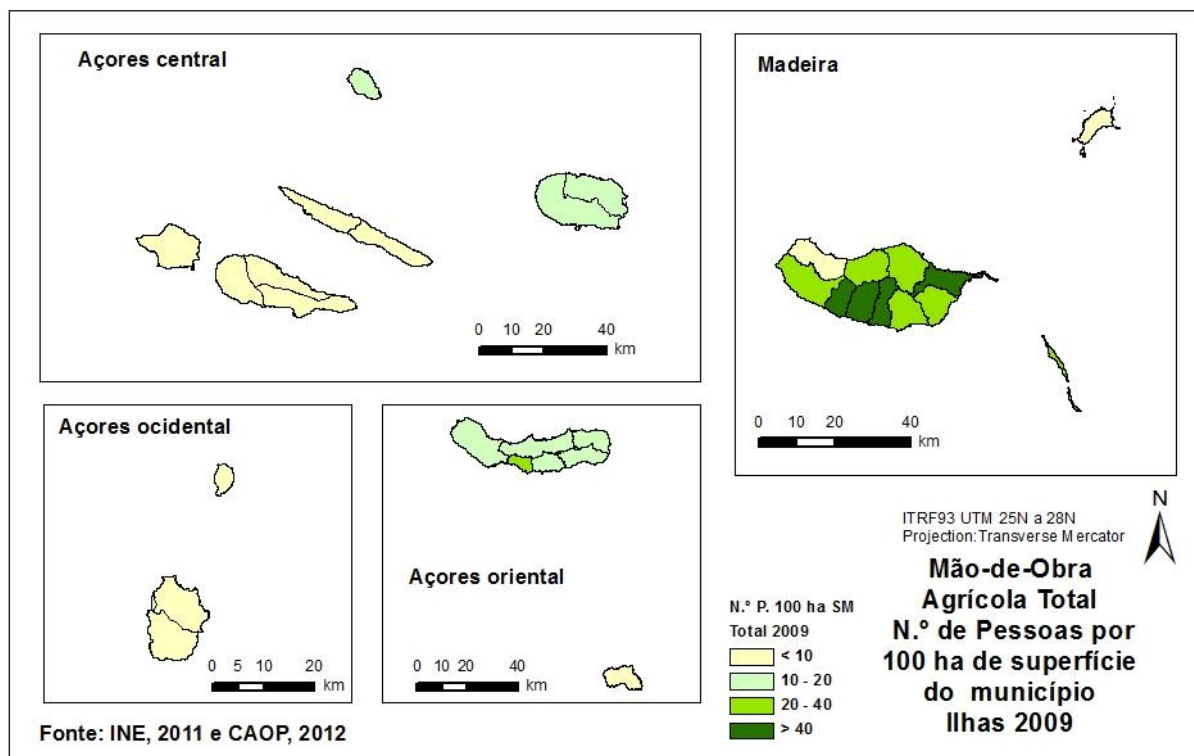 Açores central
0 10 20 40
km
Madeira
0 10 20 40
km
Açores ocidental
0 5 10 20
km
Açores oriental
0 10 20 40
km
N
ITRF93 UTM 25N a 28N
Projection: Transverse Mercator
N.º P. 100 ha SM
Total 2009
< 10
10 - 20
20 - 40
> 40
Mão-de-Obra
Agrícola Total
N.º de Pessoas por
100 ha de superfície
do município
Ilhas 2009
Fonte: INE, 2011 e CAOP, 2012